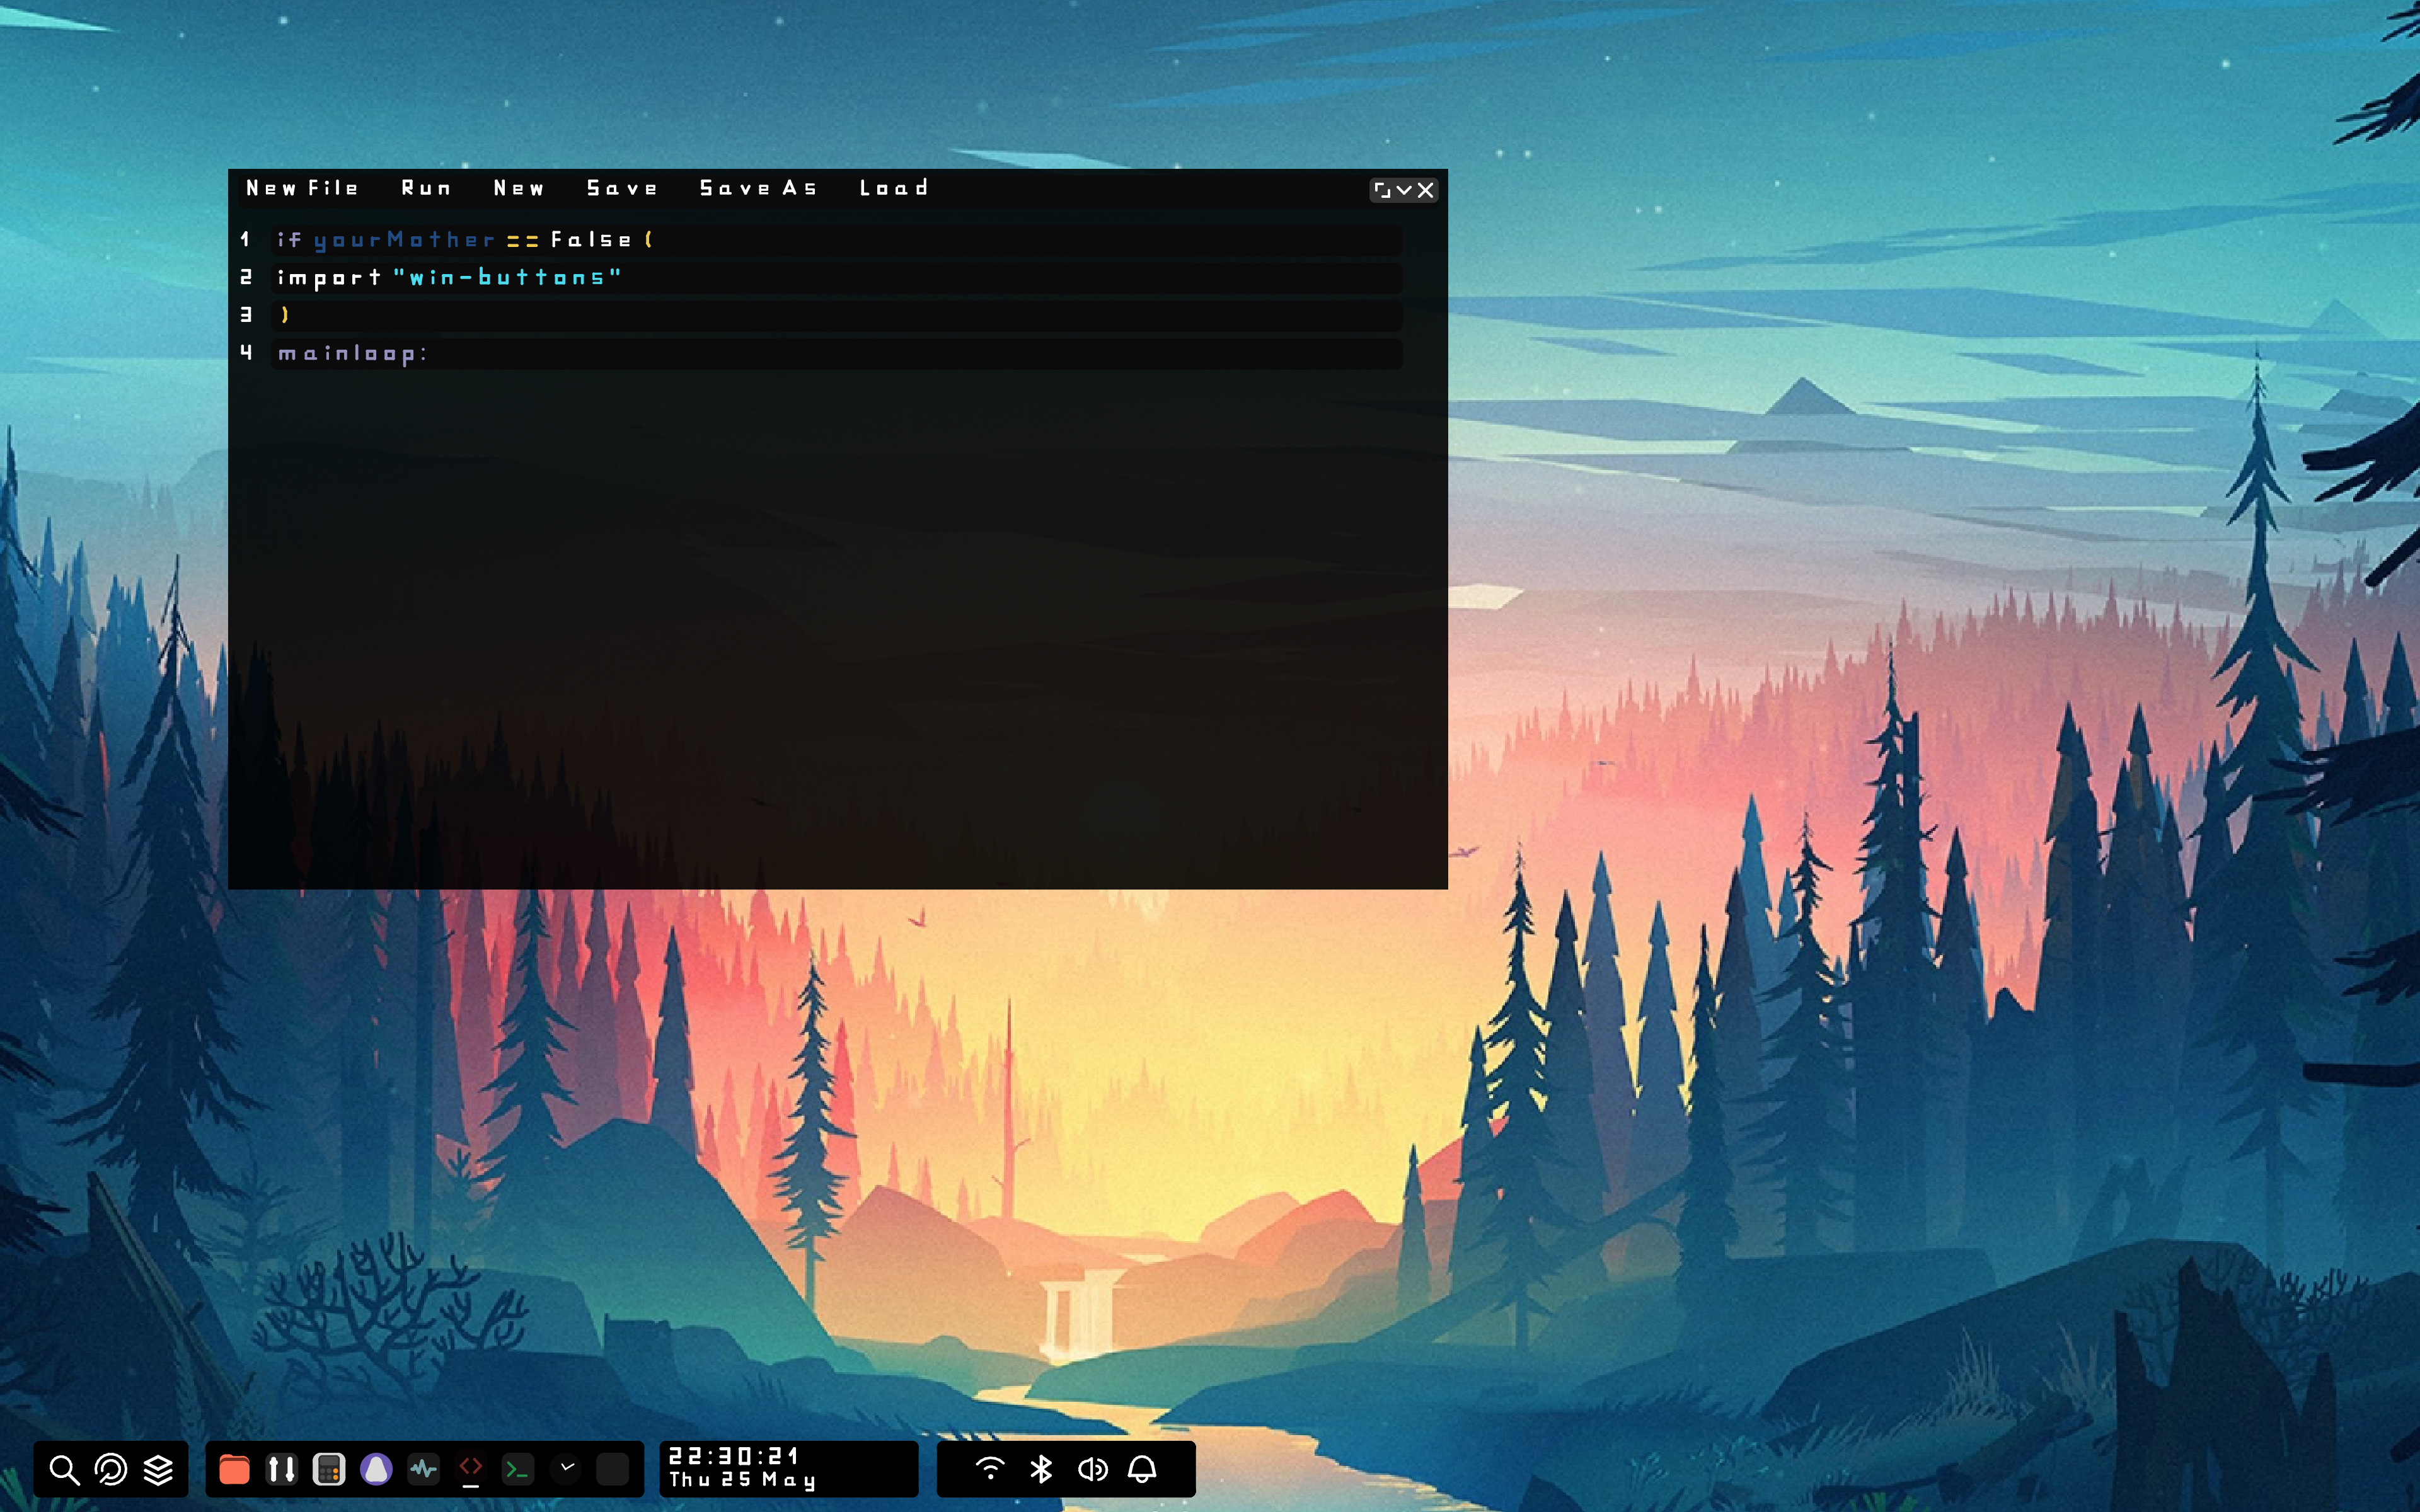 New File Run New Save Save As Load
1 if yourMother == False (
2 import "win-buttons"
3 )
4 mainloop:
22:30:21
Thu 25 May